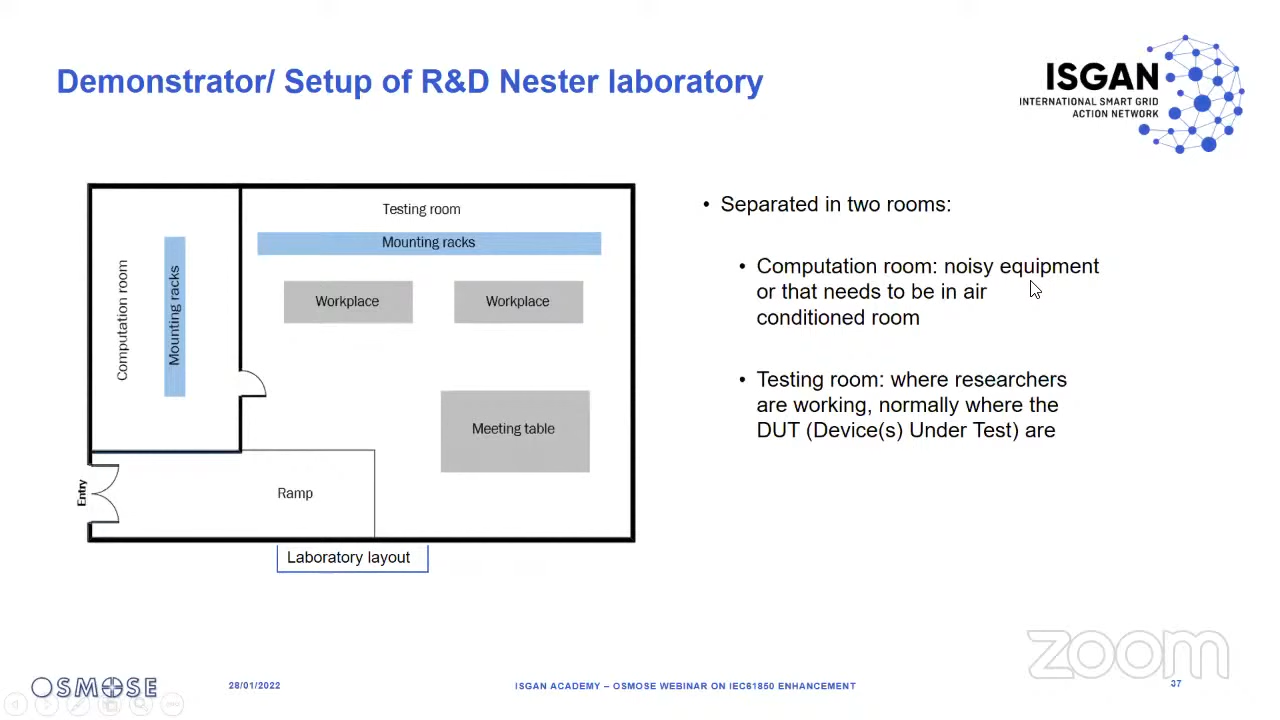 Demonstrator/ Setup of R&D Nester laboratory
ISGAN
INTERNATIONAL SMART GRID
ACTION NETWORK
Testing room
Mounting racks
Computation room
Mounting racks
Workplace
Workplace
Meeting table
Entry
Ramp
Laboratory layout
• Separated in two rooms:
• Computation room: noisy equipment
or that needs to be in air
conditioned room
• Testing room: where researchers
are working, normally where the
DUT (Device(s) Under Test) are
zoom
OSMOSE
28/01/2022
ISGAN ACADEMY – OSMOSE WEBINAR ON IEC61850 ENHANCEMENT
37